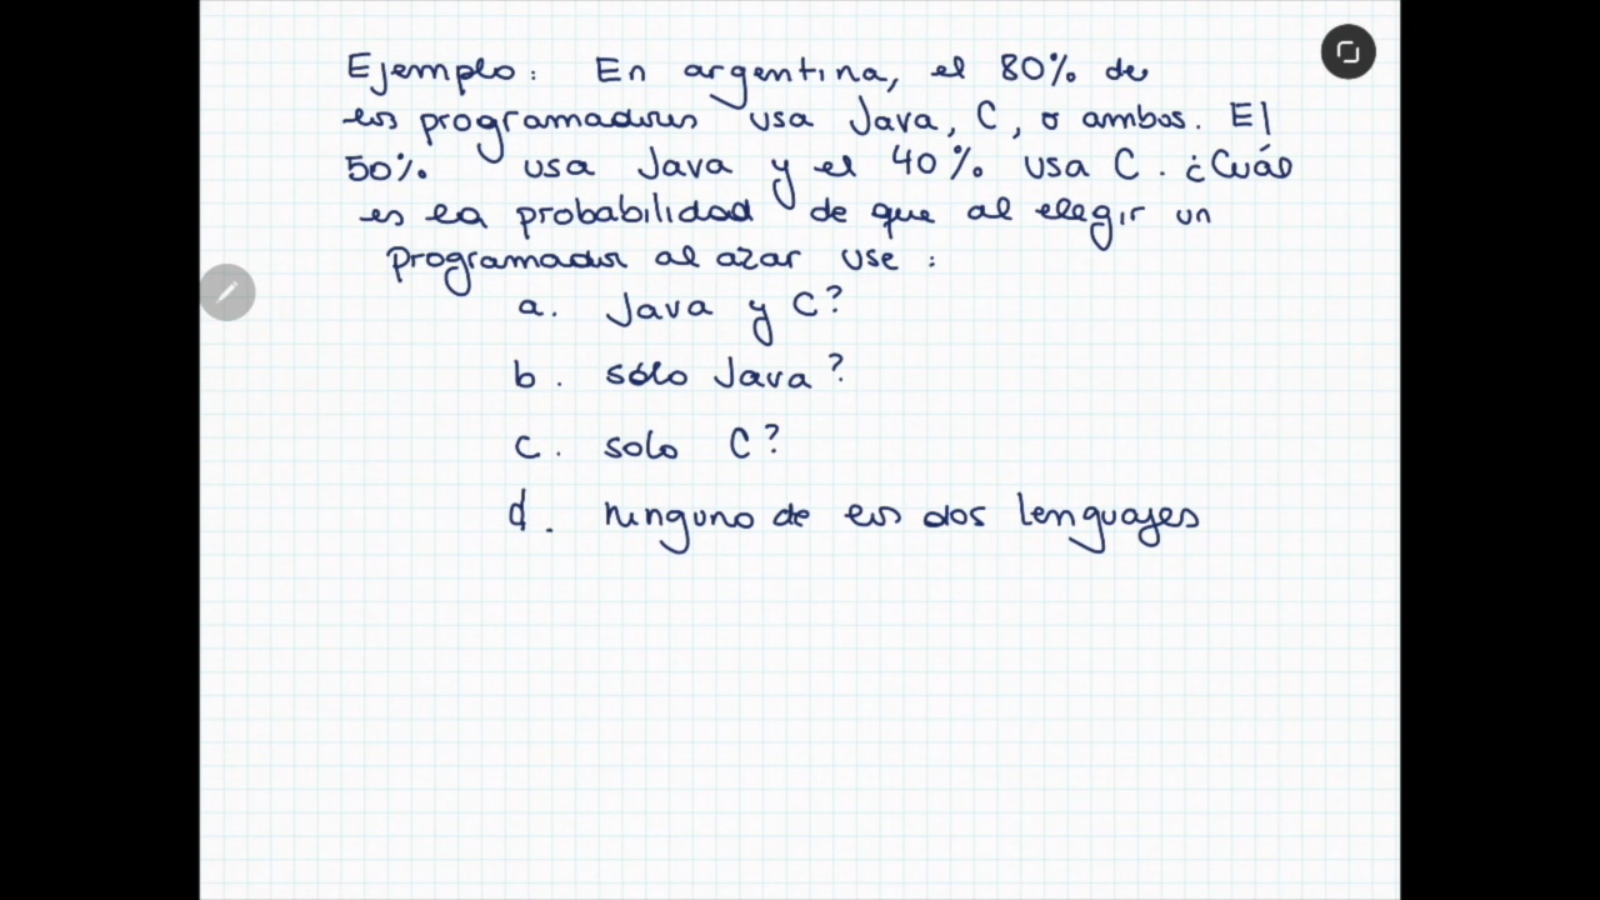 Ejemplo: En argentina, el 80% de
los programadores usa Java, C, o ambos. El
50% usa Java y el 40% usa C. ¿Cuál
es la probabilidad de que al elegir un
programador al azar use:
a. Java y C?
b. sólo Java?
c. solo C?
d. ninguno de los dos lenguajes